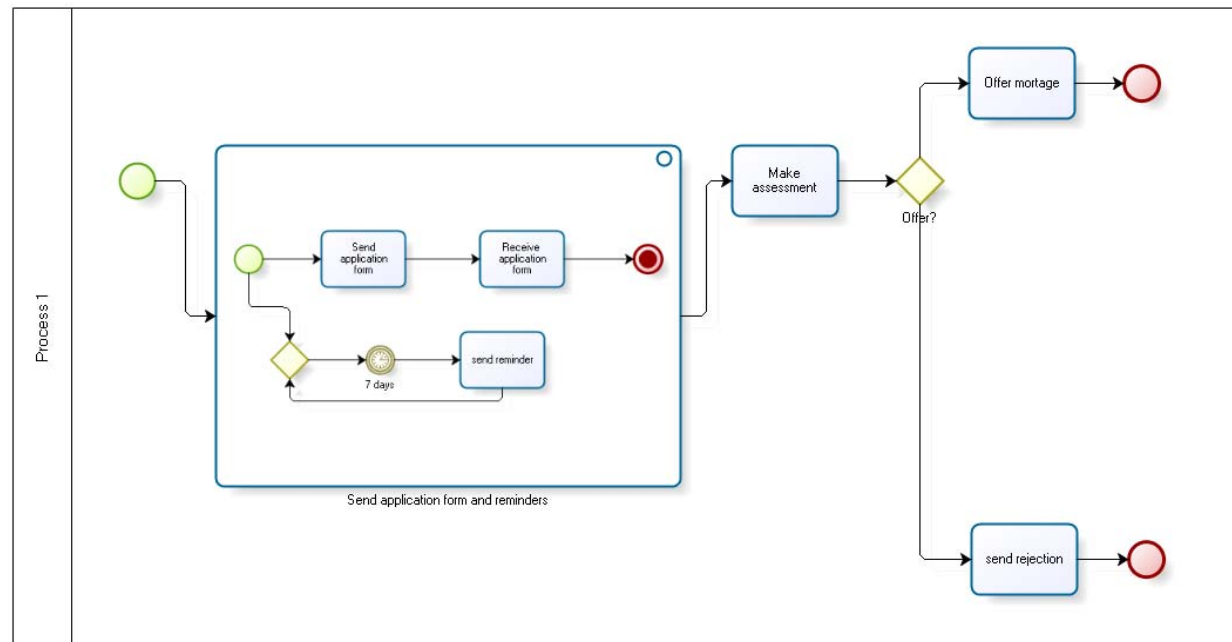 Process 1
Send
application
form
Receive
application
form
7 days
send reminder
Send application form and reminders
Make
assessment
Offer?
Offer mortage
send rejection